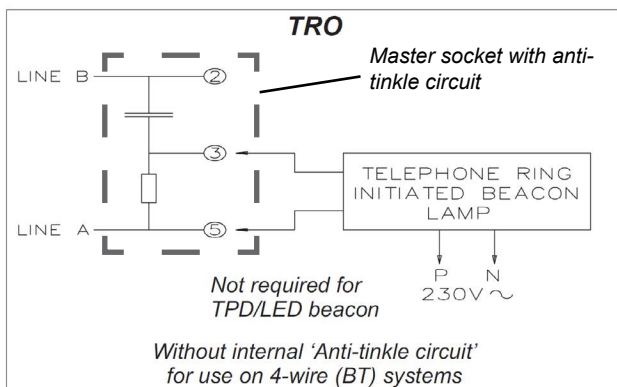 TRO
Master socket with anti-
tinkle circuit
LINE B
2
3
TELEPHONE RING
INITIATED BEACON
LAMP
LINE A
5
P N
230V ~
Not required for
TPD/LED beacon
Without internal ‘Anti-tinkle circuit’
for use on 4-wire (BT) systems